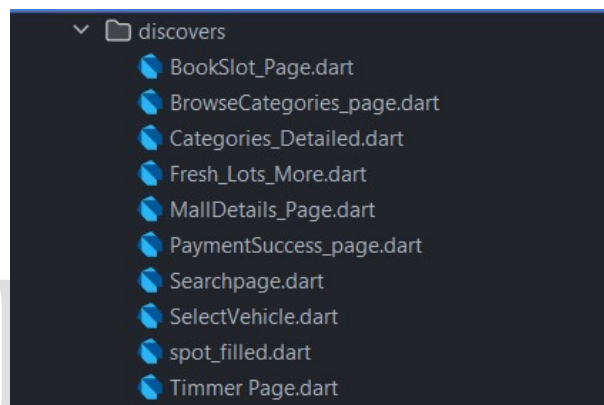 discovers
BookSlot_Page.dart
BrowseCategories_page.dart
Categories_Detailed.dart
Fresh_Lots_More.dart
MallDetails_Page.dart
PaymentSuccess_page.dart
Searchpage.dart
SelectVehicle.dart
spot_filled.dart
Timmer Page.dart